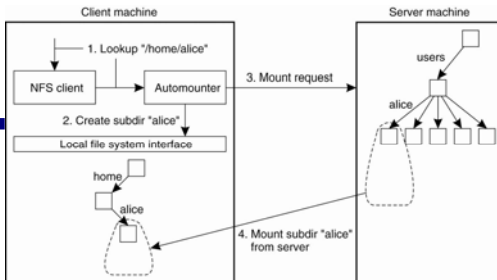 Client machine
Server machine
1. Lookup "/home/alice"
users
NFS client
Automounter
3. Mount request
2. Create subdir "alice"
alice
Local file system interface
home
alice
4. Mount subdir "alice"
from server